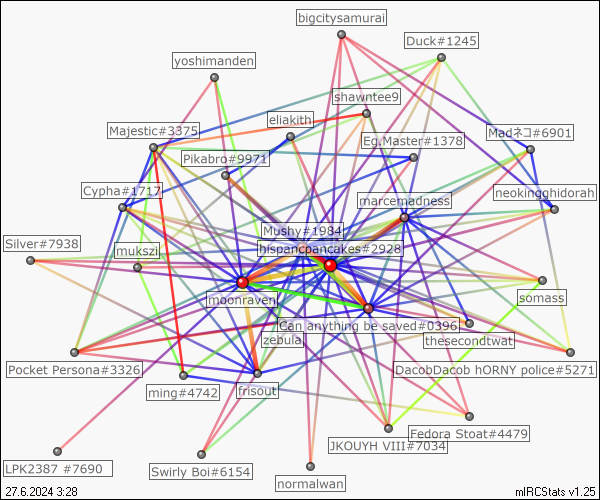 bigcitysamurai
Duck#1245
yoshimanden
shawntee9
eliakith
Majestic#3375
Eg.Master#1378
Madネコ#6901
Pikabro#9971
Cypha#1717
marcemadness
neokingghidorah
Mushy#1984
Silver#7938
mukszi
hispancpancakes#2928
moonraven
somass
Can anything be saved#0396
zebula
thesecondtwat
Pocket Persona#3326
DacobDacob hORNY police#5271
ming#4742
frisout
Fedora Stoat#4479
JKOUYH VIII#7034
LPK2387 #7690
Swirly Boi#6154
normalwan
27.6.2024 3:28
mIRCStats v1.25